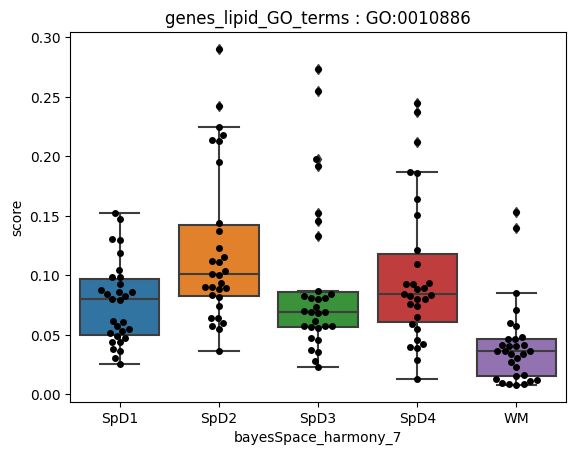 genes_lipid_GO_terms : GO:0010886
score
0.30
0.25
0.20
0.15
0.10
0.05
0.00
SpD1 SpD2 SpD3 SpD4 WM
bayesSpace_harmony_7